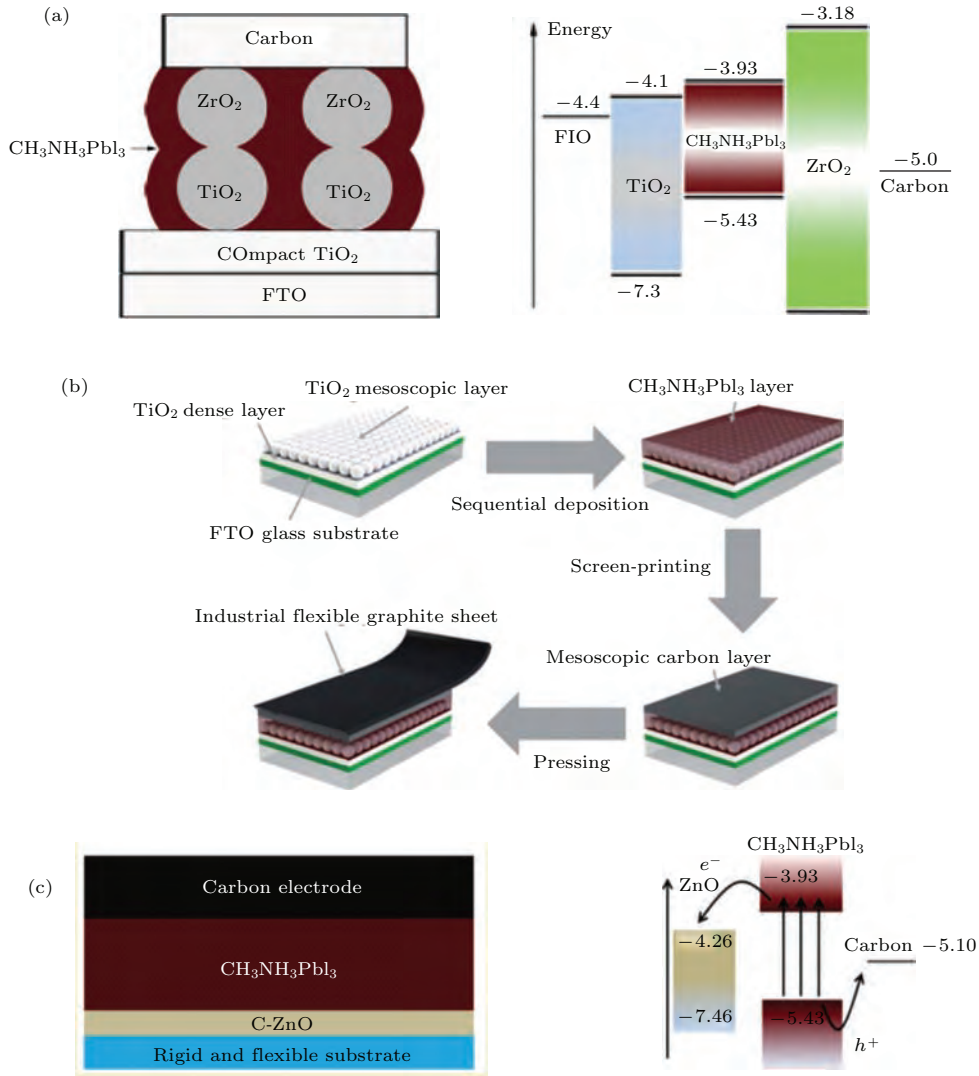 (a)
Carbon
ZrO₂ ZrO₂
CH₃NH₃PbI₃
TiO₂ TiO₂
COmpact TiO₂
FTO
Energy
−3.18
−3.93
−4.1
−4.4
FIO
CH₃NH₃PbI₃
TiO₂
ZrO₂
−5.0
Carbon
−5.43
−7.3
(b)
TiO₂ mesoscopic layer
TiO₂ dense layer
FTO glass substrate
CH₃NH₃PbI₃ layer
Sequential deposition
Screen-printing
Industrial flexible graphite sheet
Mesoscopic carbon layer
Pressing
(c)
Carbon electrode
CH₃NH₃PbI₃
C-ZnO
Rigid and flexible substrate
CH₃NH₃PbI₃
e⁻
−3.93
ZnO
−4.26
Carbon −5.10
−7.46
−5.43
h⁺